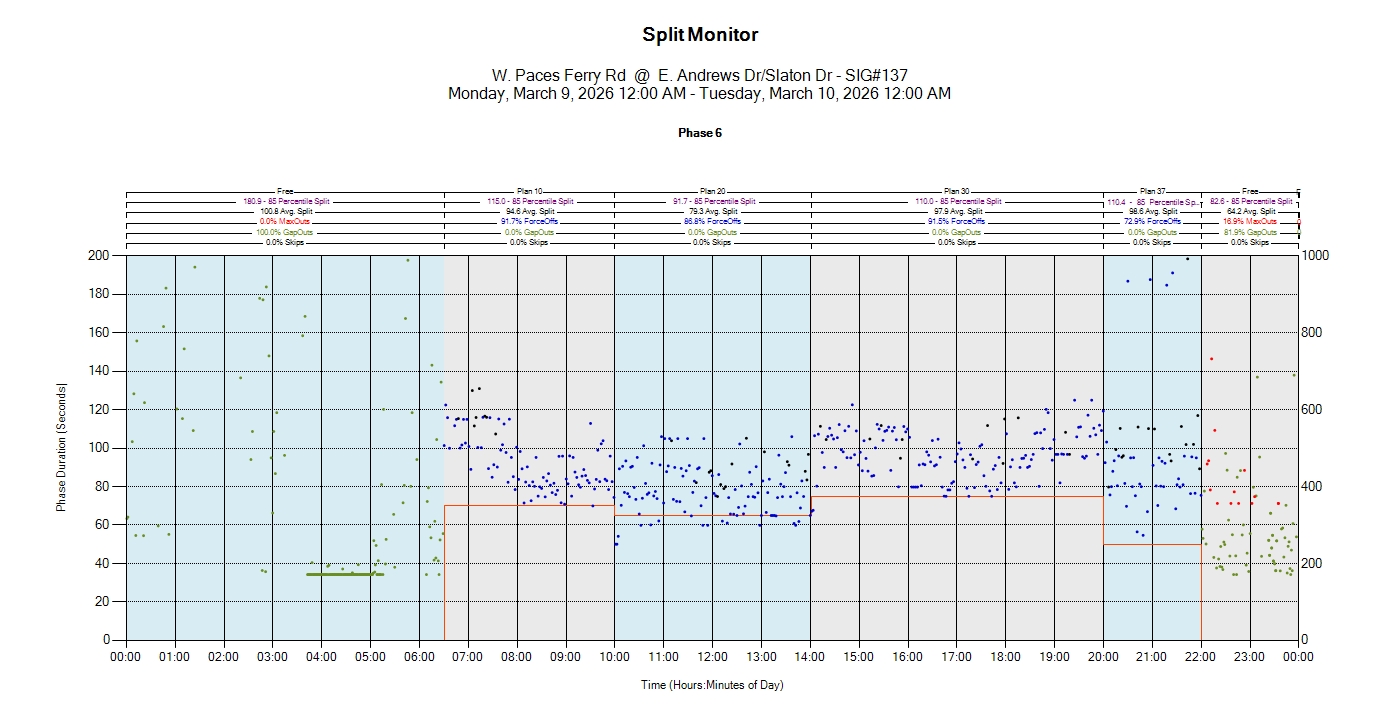 Split Monitor
W. Paces Ferry Rd @ E. Andrews Dr/Slaton Dr - SIG#137
Monday, March 9, 2026 12:00 AM - Tuesday, March 10, 2026 12:00 AM
Phase 6
Free Plan 10 Plan 20 Plan 30 Plan 37 Free F
180.9 - 85 Percentile Split 115.0 - 85 Percentile Split 91.7 - 85 Percentile Split 110.0 - 85 Percentile Split 110.4 - 85 Percentile Sp... 82.6 - 85 Percentile Split
100.8 Avg. Split 94.6 Avg. Split 79.3 Avg. Split 97.9 Avg. Split 98.6 Avg. Split 64.2 Avg. Split
0.0% MaxOuts 91.7% ForceOffs 86.8% ForceOffs 91.5% ForceOffs 72.9% ForceOffs 16.9% MaxOuts
100.0% GapOuts 0.0% GapOuts 0.0% GapOuts 0.0% GapOuts 0.0% GapOuts 81.9% GapOuts
0.0% Skips 0.0% Skips 0.0% Skips 0.0% Skips 0.0% Skips 0.0% Skips
200 1000
180
160 800
140
120 600
100
80 400
60
40 200
20
0 0
Phase Duration (Seconds)
00:00 01:00 02:00 03:00 04:00 05:00 06:00 07:00 08:00 09:00 10:00 11:00 12:00 13:00 14:00 15:00 16:00 17:00 18:00 19:00 20:00 21:00 22:00 23:00 00:00
Time (Hours:Minutes of Day)